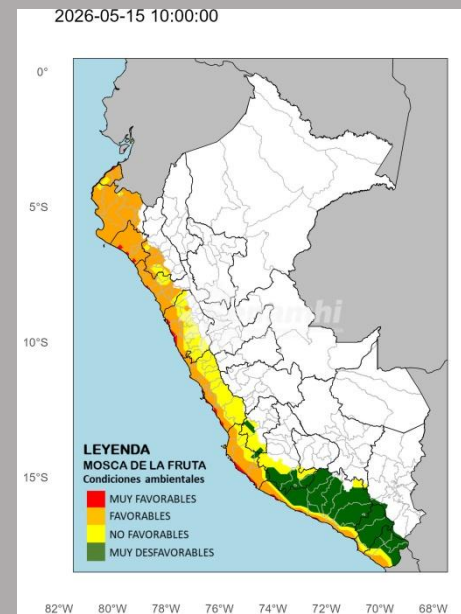 2026-05-15 10:00:00
0°
5°S
10°S
15°S
LEYENDA
MOSCA DE LA FRUTA
Condiciones ambientales
MUY FAVORABLES
FAVORABLES
NO FAVORABLES
MUY DESFAVORABLES
82°W 80°W 78°W 76°W 74°W 72°W 70°W 68°W